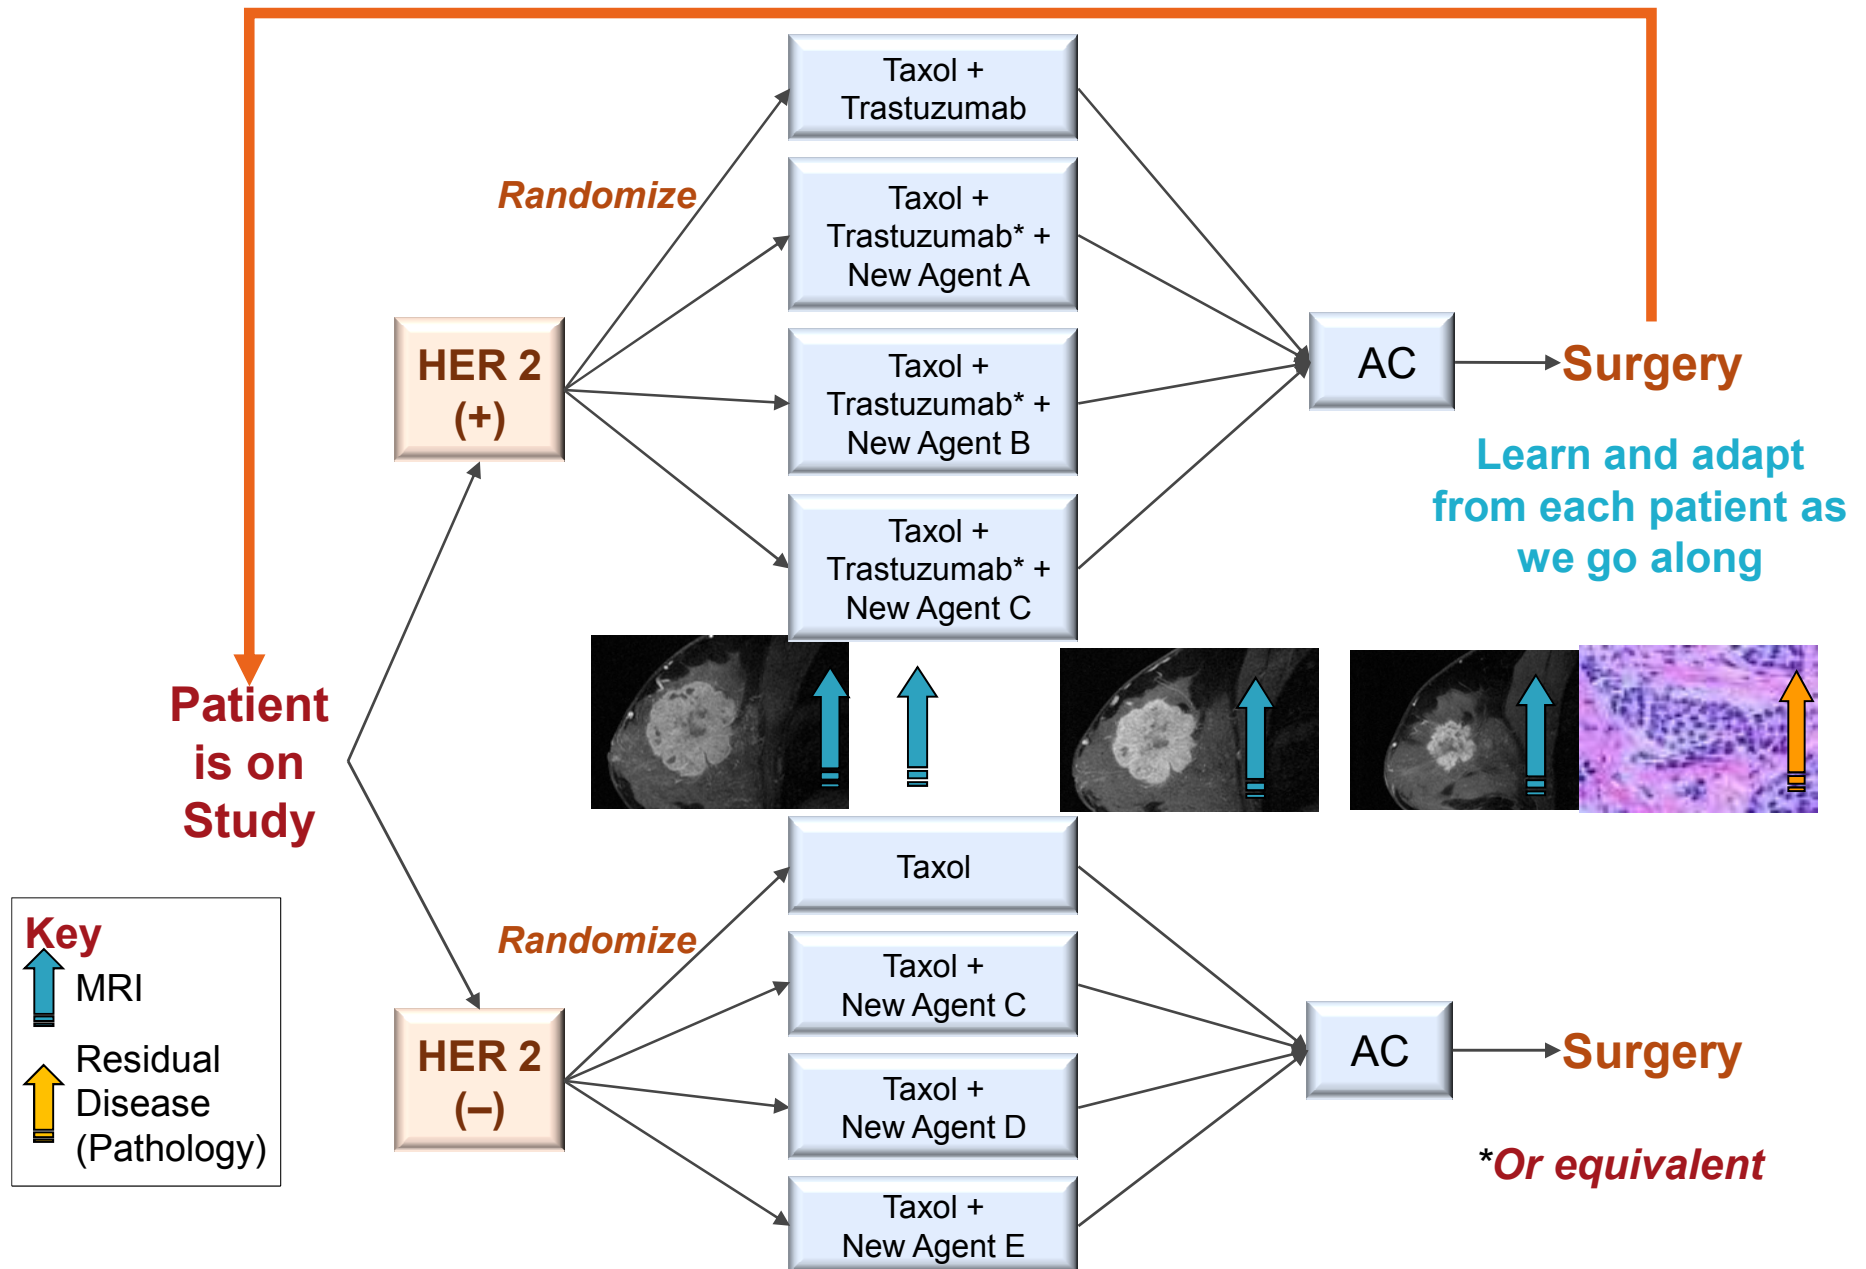 Taxol +
Trastuzumab
Randomize
Taxol +
Trastuzumab* +
New Agent A
HER 2
(+)
Taxol +
Trastuzumab* +
New Agent B
AC
Surgery
Learn and adapt
from each patient as
we go along
Taxol +
Trastuzumab* +
New Agent C
Patient
is on
Study
Taxol
Randomize
Taxol +
New Agent C
HER 2
(–)
Taxol +
New Agent D
AC
Surgery
Taxol +
New Agent E
*Or equivalent
Key
MRI
Residual
Disease
(Pathology)